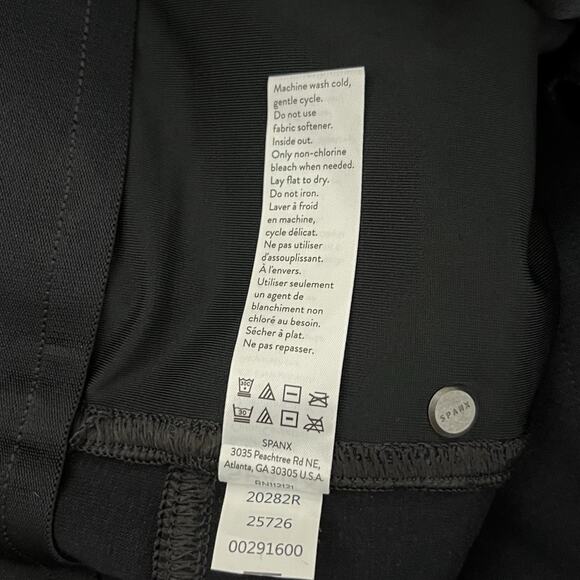 Machine wash cold,
gentle cycle.
Do not use
fabric softener.
Inside out.
Only non-chlorine
bleach when needed.
Lay flat to dry.
Do not iron.
Laver à froid
en machine,
cycle délicat.
Ne pas utiliser
d'assouplissant.
À l'envers.
Utiliser seulement
un agent de
blanchiment non
chloré au besoin.
Sécher à plat.
Ne pas repasser.
30C
30
SPANX
SPANX
3035 Peachtree Rd NE,
Atlanta, GA 30305 U.S.A.
20282R
25726
00291600